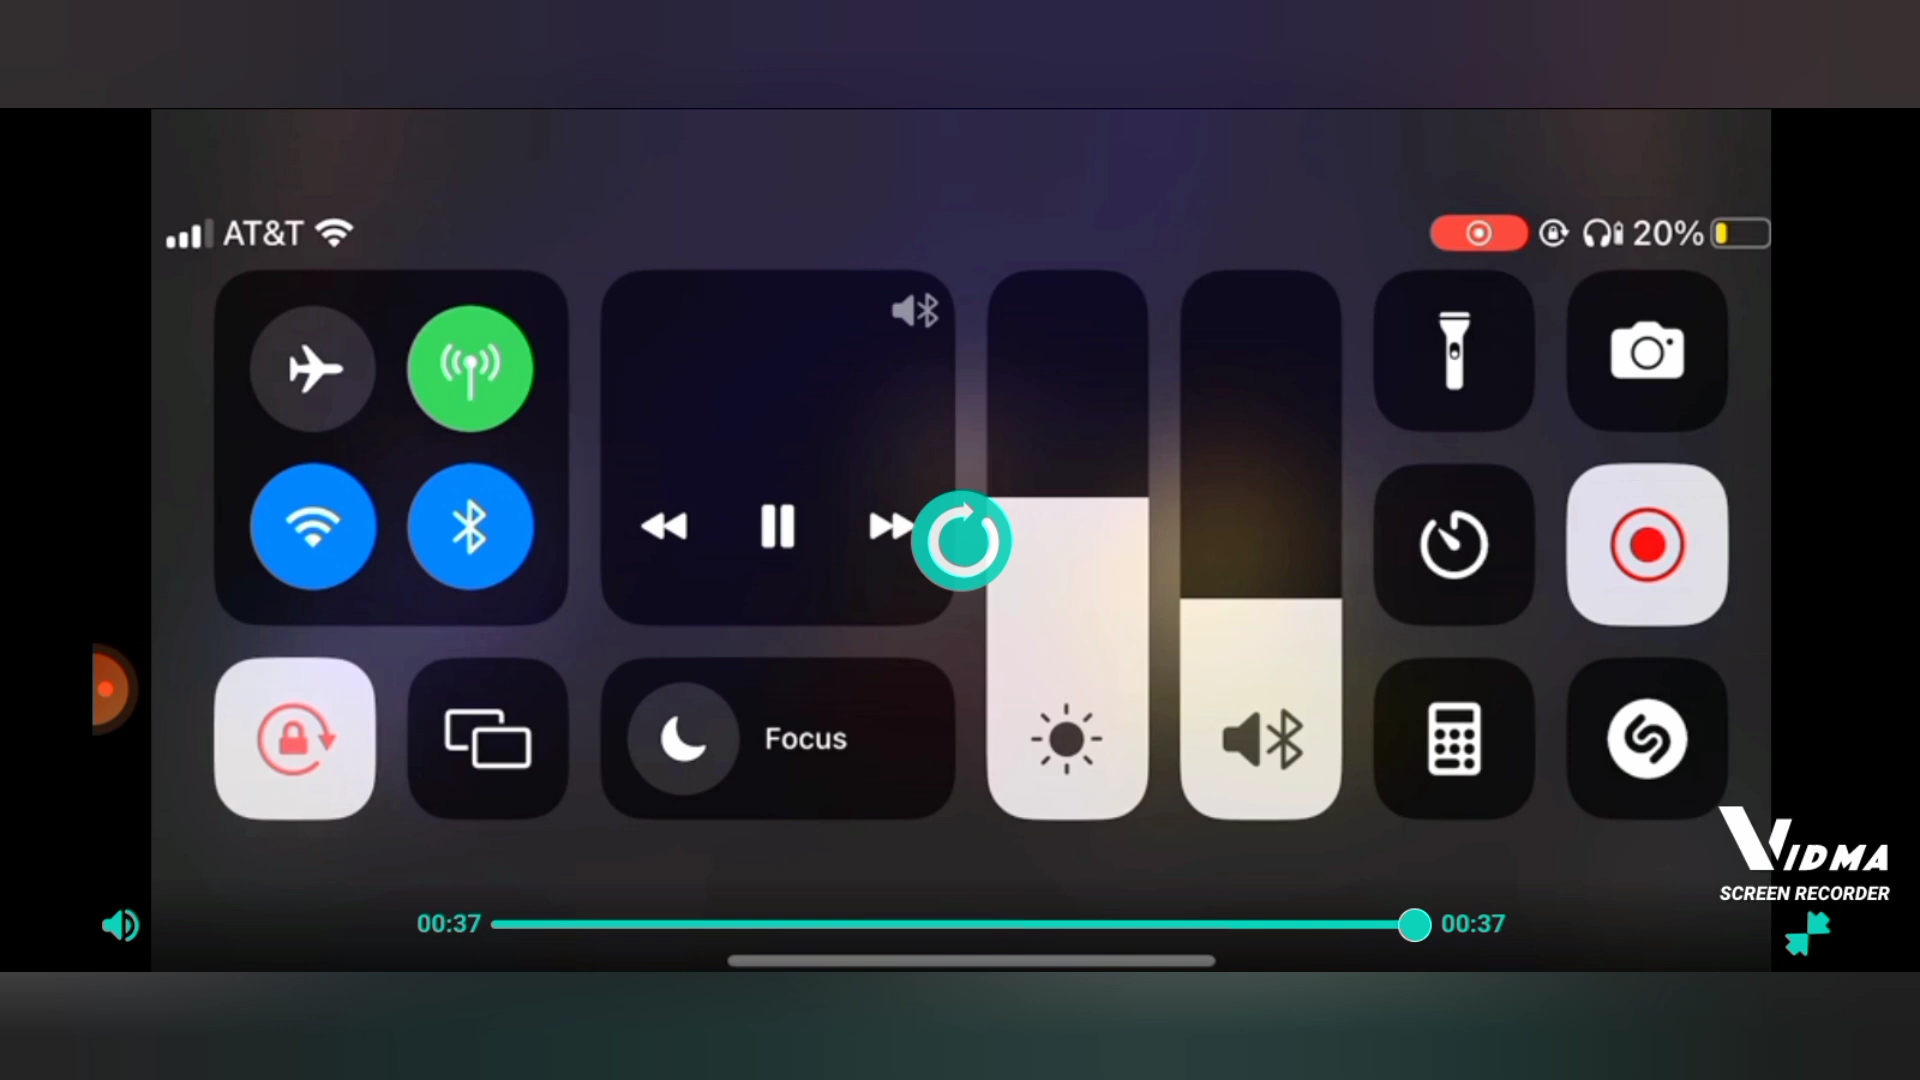 AT&T
20%
Focus
VIDMA
SCREEN RECORDER
00:37
00:37